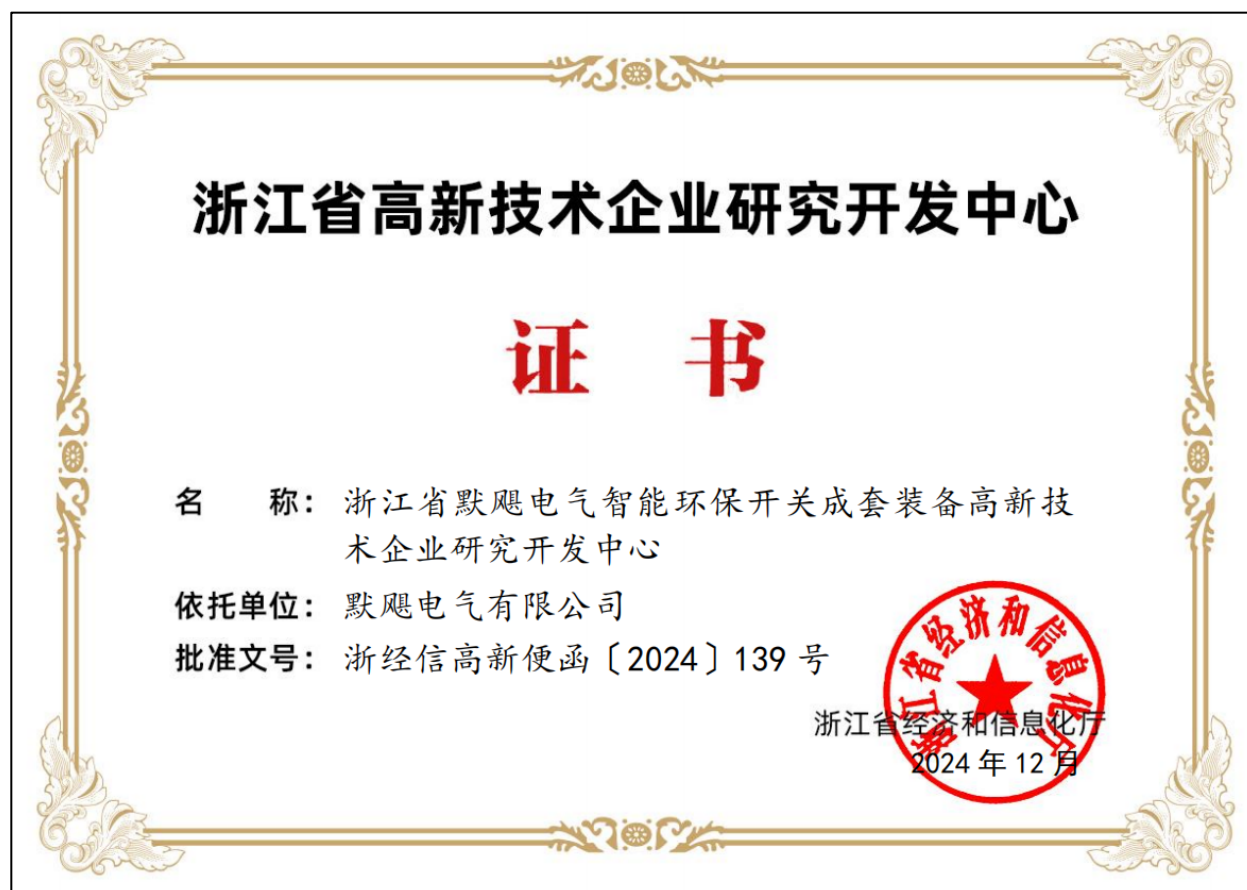 浙江省高新技术企业研究开发中心
证 书
名 称：浙江省默飓电气智能环保开关成套装备高新技
术企业研究开发中心
依托单位：默飓电气有限公司
批准文号：浙经信高新便函〔2024〕139 号
浙江省经济和信息化厅
浙江省经济和信息化厅
2024 年 12 月